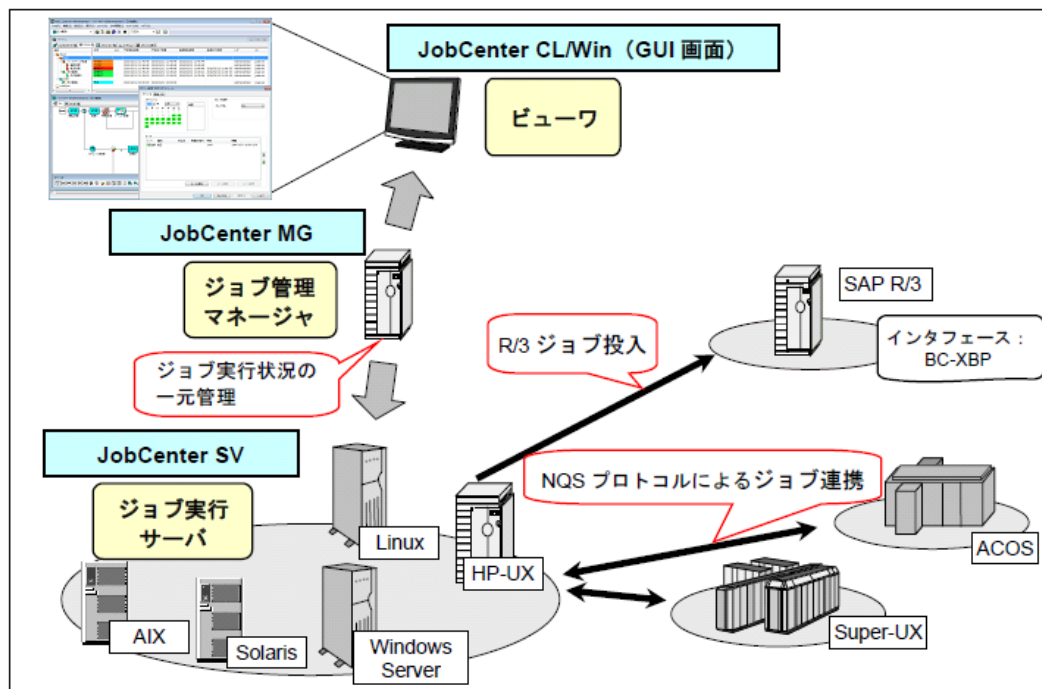 JobCenter CL/Win（GUI 画面）
ビューワ
JobCenter MG
ジョブ管理
マネージャ
SAP R/3
インタフェース：
BC-XBP
R/3 ジョブ投入
ジョブ実行状況の
一元管理
JobCenter SV
NQS プロトコルによるジョブ連携
ジョブ実行
サーバ
Linux
HP-UX
ACOS
AIX
Solaris
Windows
Server
Super-UX